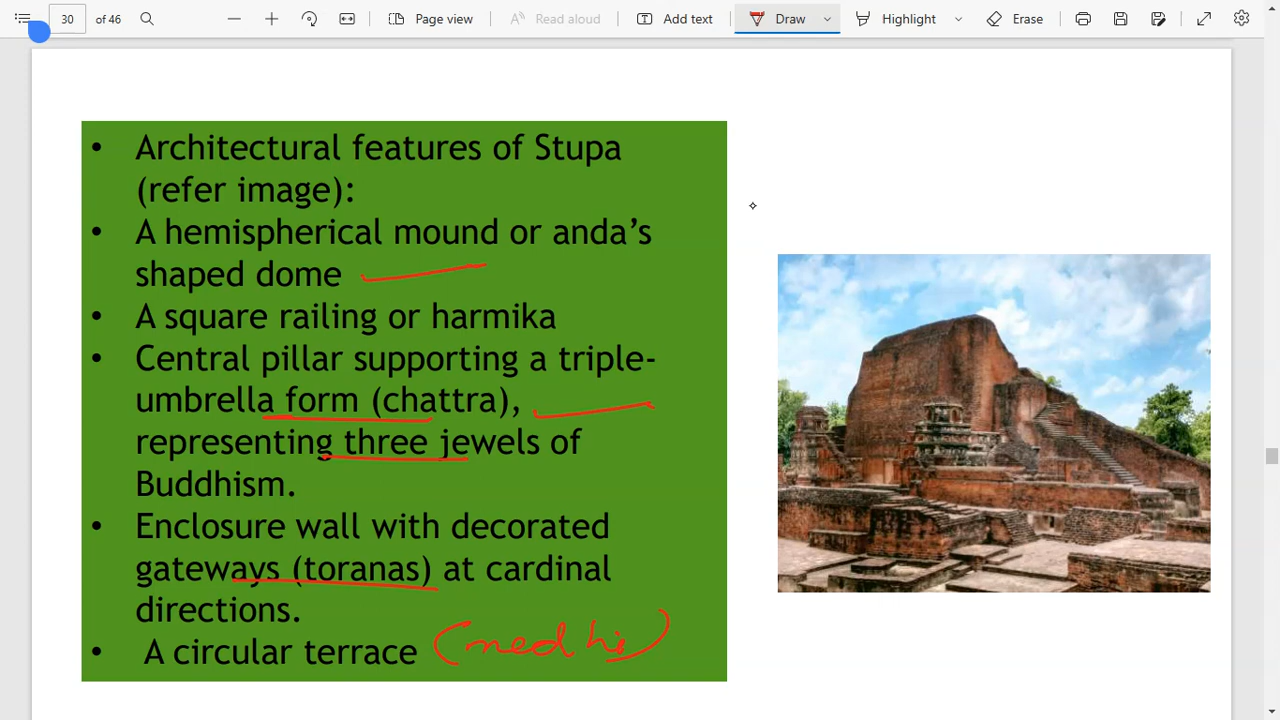 30 of 46 Page view Read aloud Add text Draw Highlight Erase
• Architectural features of Stupa
(refer image):
• A hemispherical mound or anda’s
shaped dome
• A square railing or harmika
• Central pillar supporting a triple-
umbrella form (chattra),
representing three jewels of
Buddhism.
• Enclosure wall with decorated
gateways (toranas) at cardinal
directions.
• A circular terrace (medhi)